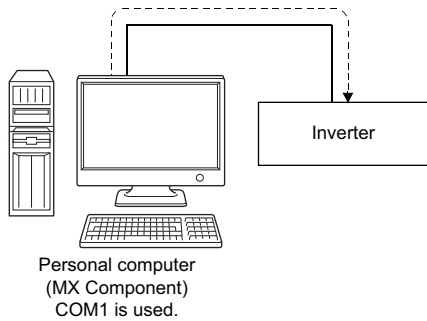 Inverter
Personal computer
(MX Component)
COM1 is used.